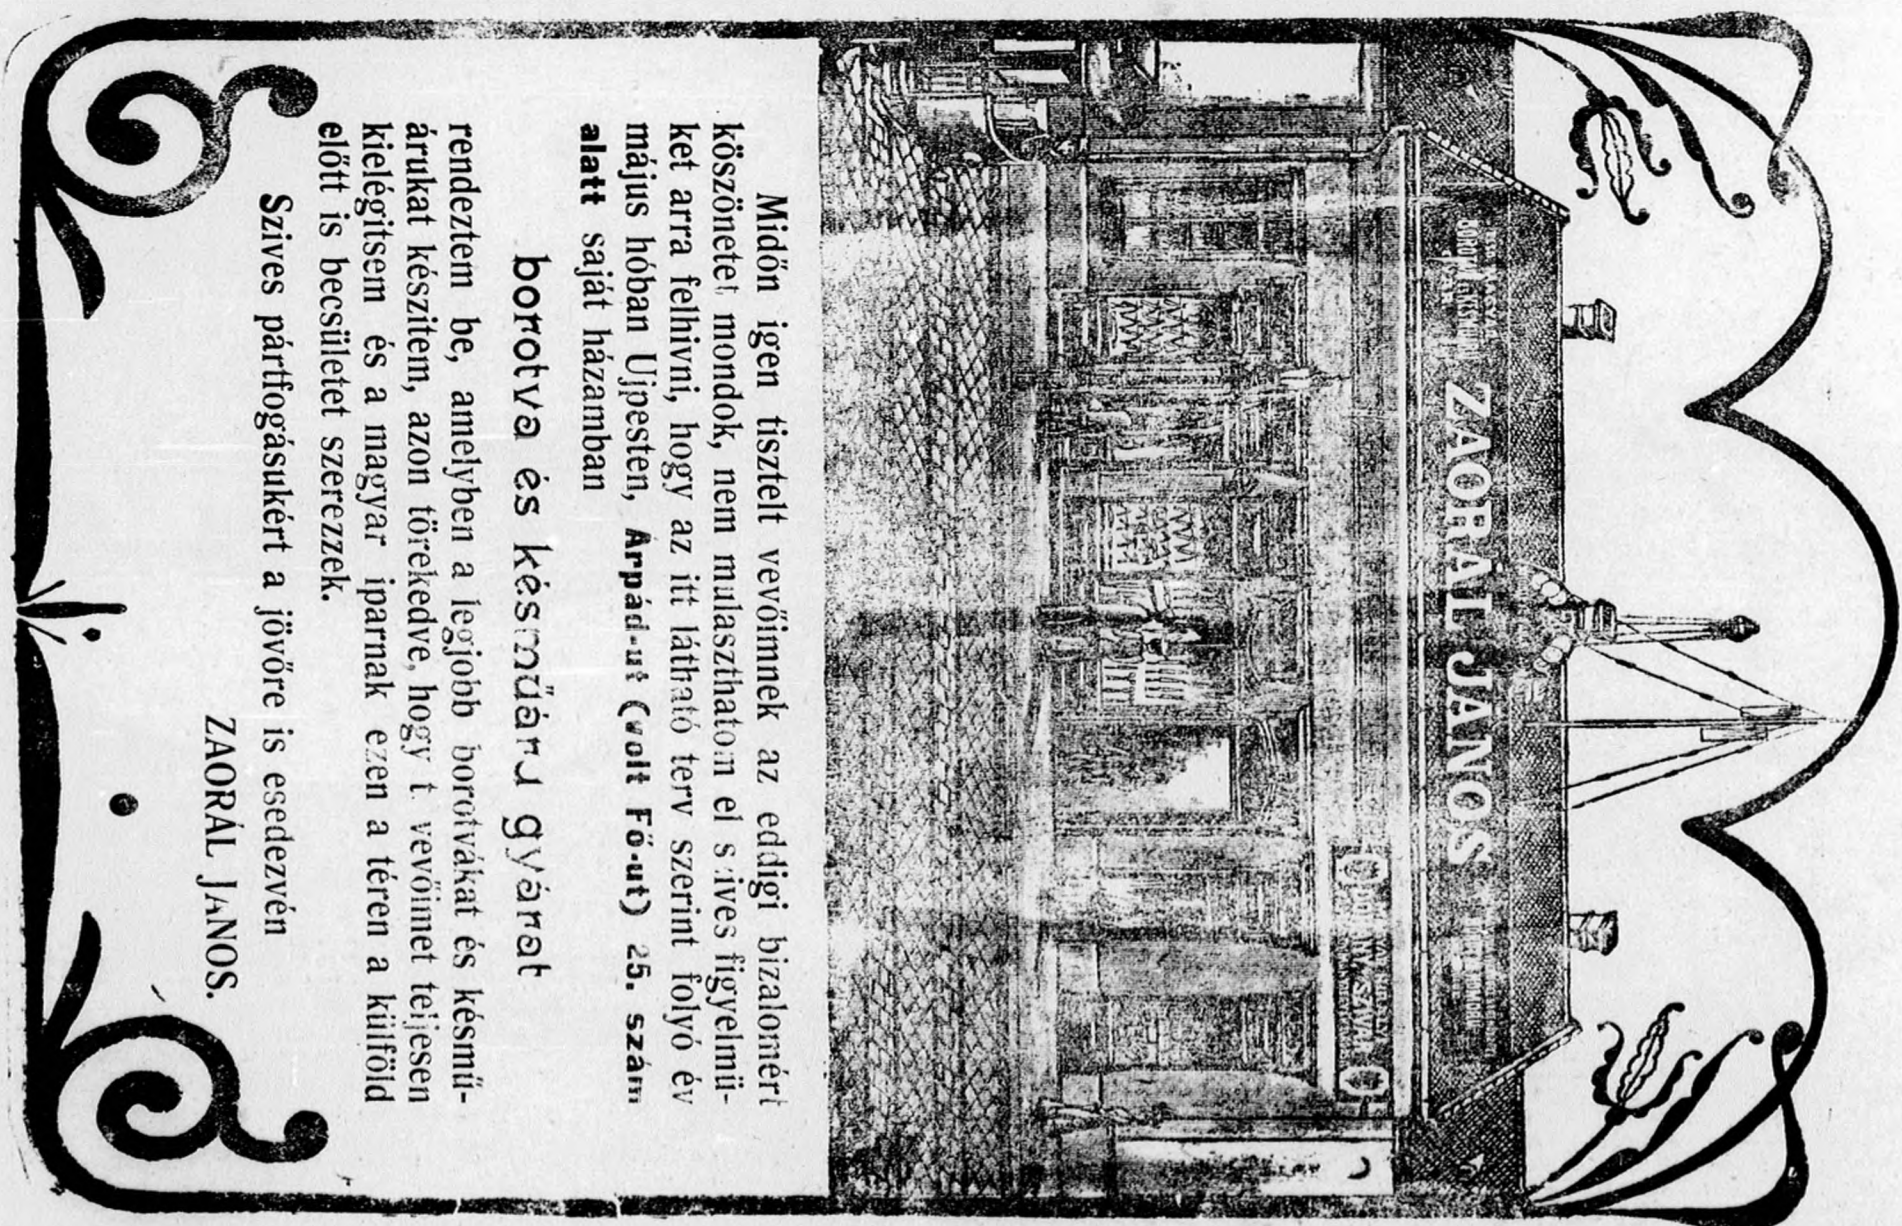 ZAORÁL JÁNOS
Midőn igen tisztelt vevőimnek az eddigi bizalomért
köszönetet mondok, nem mulaszthatom el szives figyelmü-
ket arra felhivni, hogy az itt látható terv szerint folyó év
május hóban Ujpesten, Árpád-ut (volt Fő-ut) 25. szám
alatt saját házamban
borotva és késműáru gyárat
rendeztem be, amelyben a legjobb borotvákat és késmű-
árukat készitem, azon törekedve, hogy t. vevőimet teljesen
kielégitsem és a magyar iparnak ezen a téren a külföld
előtt is becsületet szerezzek.
Szives pártfogásukért a jövőre is esedezvén
ZAORÁL JÁNOS.